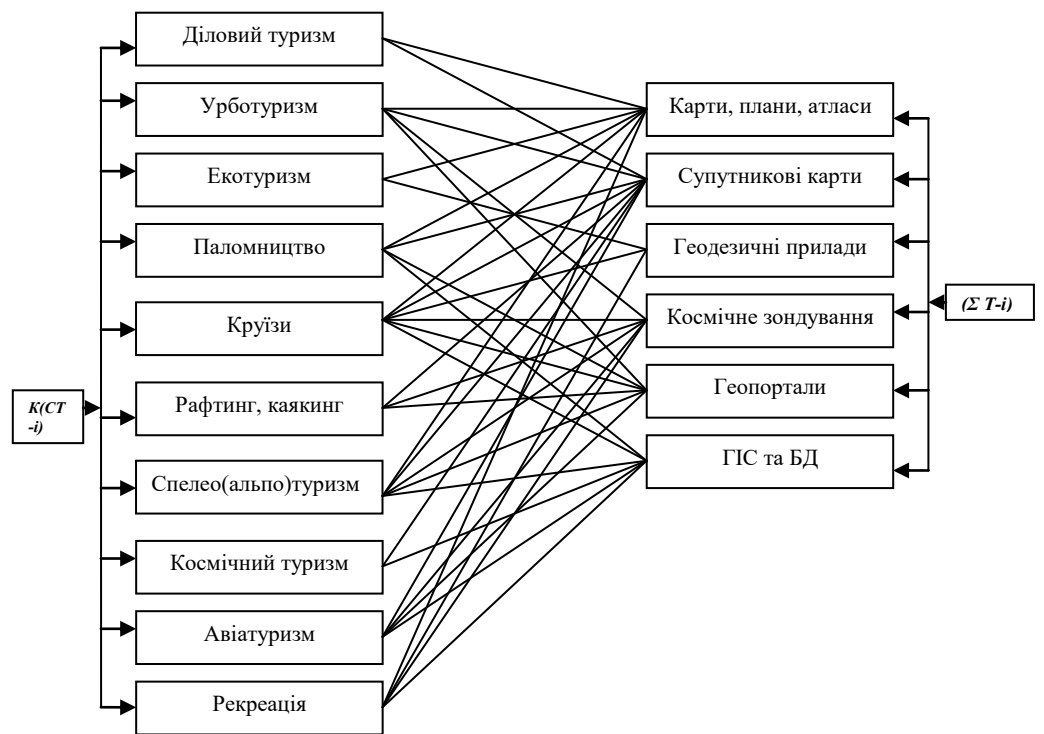 Діловий туризм
Урботуризм
Екотуризм
Паломництво
Круїзи
Рафтинг, каякинг
Спелео(альпо)туризм
Космічний туризм
Авіатуризм
Рекреація
K(СТ
-і)
Карти, плани, атласи
Супутникові карти
Геодезичні прилади
Космічне зондування
Геопортали
ГІС та БД
(Σ Т-і)